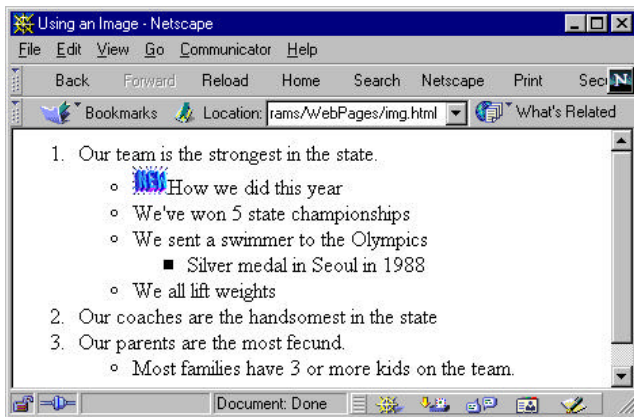 Using an Image - Netscape
File Edit View Go Communicator Help
Back Forward Reload Home Search Netscape Print Seci N
Bookmarks Location: rams/WebPages/img.html What's Related
1. Our team is the strongest in the state.
NEW How we did this year
We've won 5 state championships
We sent a swimmer to the Olympics
Silver medal in Seoul in 1988
We all lift weights
2. Our coaches are the handsomest in the state
3. Our parents are the most fecund.
Most families have 3 or more kids on the team.
Document: Done